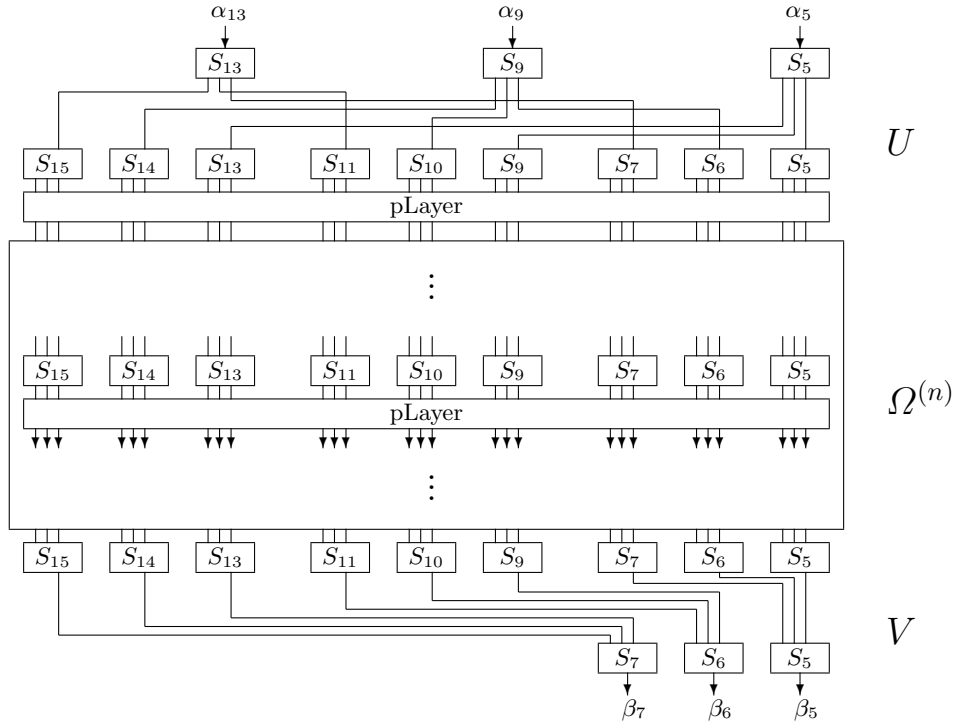 α₁₃ α₉ α₅
S₁₃ S₉ S₅
U
S₁₅ S₁₄ S₁₃ S₁₁ S₁₀ S₉ S₇ S₆ S₅
pLayer
⋮
S₁₅ S₁₄ S₁₃ S₁₁ S₁₀ S₉ S₇ S₆ S₅
Ω⁽ⁿ⁾
pLayer
⋮
S₁₅ S₁₄ S₁₃ S₁₁ S₁₀ S₉ S₇ S₆ S₅
V
S₇ S₆ S₅
β₇ β₆ β₅